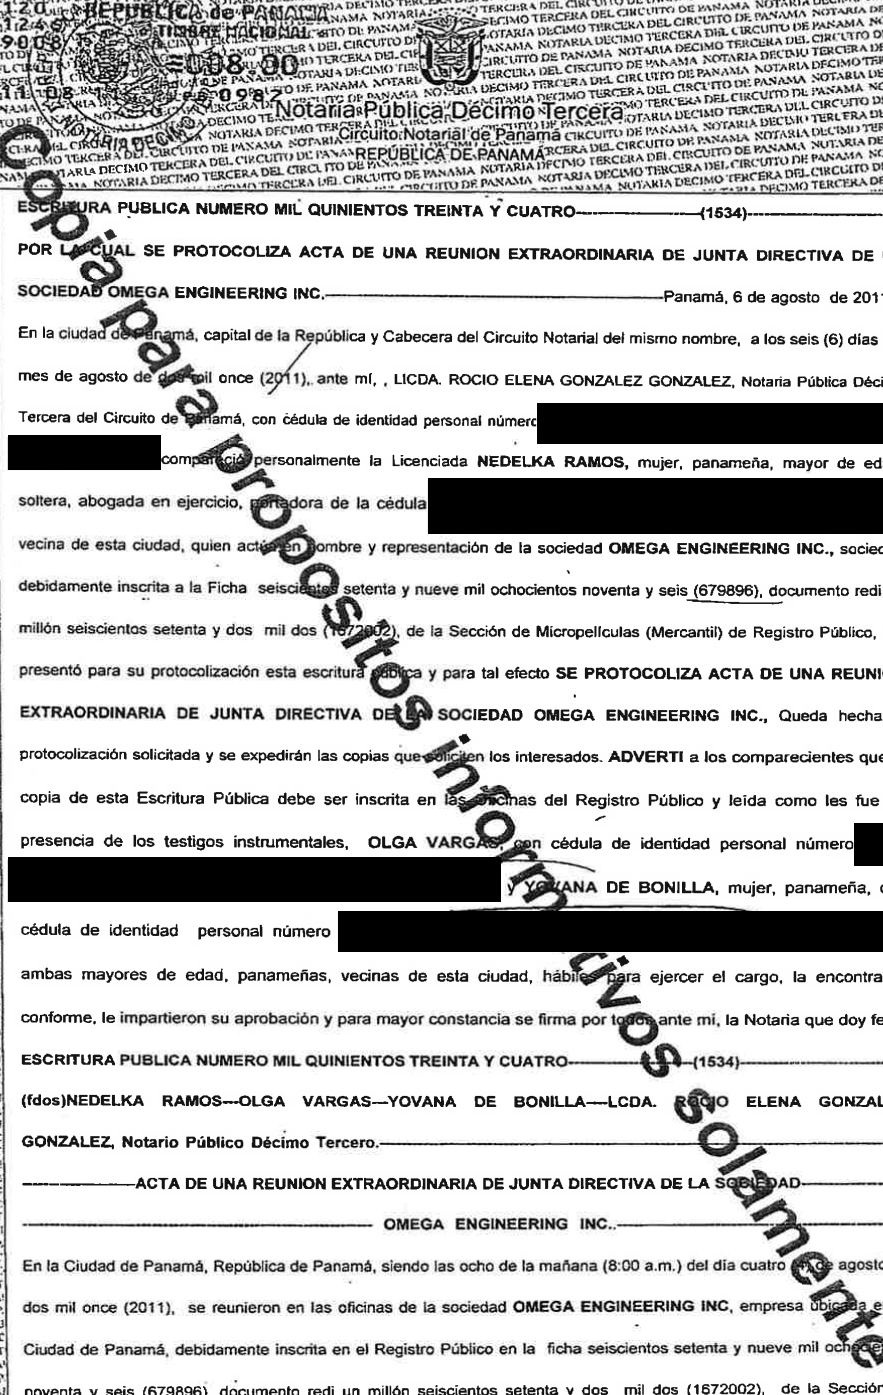 REPUBLICA de PANAMA
TIMBRE NACIONAL
Notaría Pública Décimo Tercera
Circuito Notarial de Panamá
REPÚBLICA DE PANAMÁ
ESCRITURA PUBLICA NUMERO MIL QUINIENTOS TREINTA Y CUATRO---(1534)---
POR LA CUAL SE PROTOCOLIZA ACTA DE UNA REUNION EXTRAORDINARIA DE JUNTA DIRECTIVA DE
SOCIEDAD OMEGA ENGINEERING INC.---Panamá, 6 de agosto de 2011
En la ciudad de Panamá, capital de la República y Cabecera del Circuito Notarial del mismo nombre, a los seis (6) días
mes de agosto de dos mil once (2011), ante mí, , LICDA. ROCIO ELENA GONZALEZ GONZALEZ, Notaria Pública Déci
Tercera del Circuito de Panamá, con cédula de identidad personal número
compareció personalmente la Licenciada NEDELKA RAMOS, mujer, panameña, mayor de ed
soltera, abogada en ejercicio, portadora de la cédula
vecina de esta ciudad, quien actúa en nombre y representación de la sociedad OMEGA ENGINEERING INC., socied
debidamente inscrita a la Ficha seiscientos setenta y nueve mil ochocientos noventa y seis (679896), documento redi
millón seiscientos setenta y dos mil dos (1672002), de la Sección de Micropelículas (Mercantil) de Registro Público,
presentó para su protocolización esta escritura pública y para tal efecto SE PROTOCOLIZA ACTA DE UNA REUNI
EXTRAORDINARIA DE JUNTA DIRECTIVA DE LA SOCIEDAD OMEGA ENGINEERING INC., Queda hecha
protocolización solicitada y se expedirán las copias que soliciten los interesados. ADVERTI a los comparecientes que
copia de esta Escritura Pública debe ser inscrita en las oficinas del Registro Público y leída como les fue
presencia de los testigos instrumentales, OLGA VARGAS, con cédula de identidad personal número
y YOVANA DE BONILLA, mujer, panameña,
cédula de identidad personal número
ambas mayores de edad, panameñas, vecinas de esta ciudad, hábiles para ejercer el cargo, la encontra
conforme, le impartieron su aprobación y para mayor constancia se firma por todos ante mí, la Notaria que doy fe
ESCRITURA PUBLICA NUMERO MIL QUINIENTOS TREINTA Y CUATRO---(1534)---
(fdos)NEDELKA RAMOS---OLGA VARGAS---YOVANA DE BONILLA----LCDA. ROCIO ELENA GONZAL
GONZALEZ, Notario Público Décimo Tercero.---
---ACTA DE UNA REUNION EXTRAORDINARIA DE JUNTA DIRECTIVA DE LA SOCIEDAD---
--- OMEGA ENGINEERING INC..---
En la Ciudad de Panamá, República de Panamá, siendo las ocho de la mañana (8:00 a.m.) del día cuatro (4) de agosto
dos mil once (2011), se reunieron en las oficinas de la sociedad OMEGA ENGINEERING INC, empresa ubicada e
Ciudad de Panamá, debidamente inscrita en el Registro Público en la ficha seiscientos setenta y nueve mil ochocie
noventa y seis (679896) documento redi un millón seiscientos setenta y dos mil dos (1672002), de la Sección
Copia para propositos informativos solamente